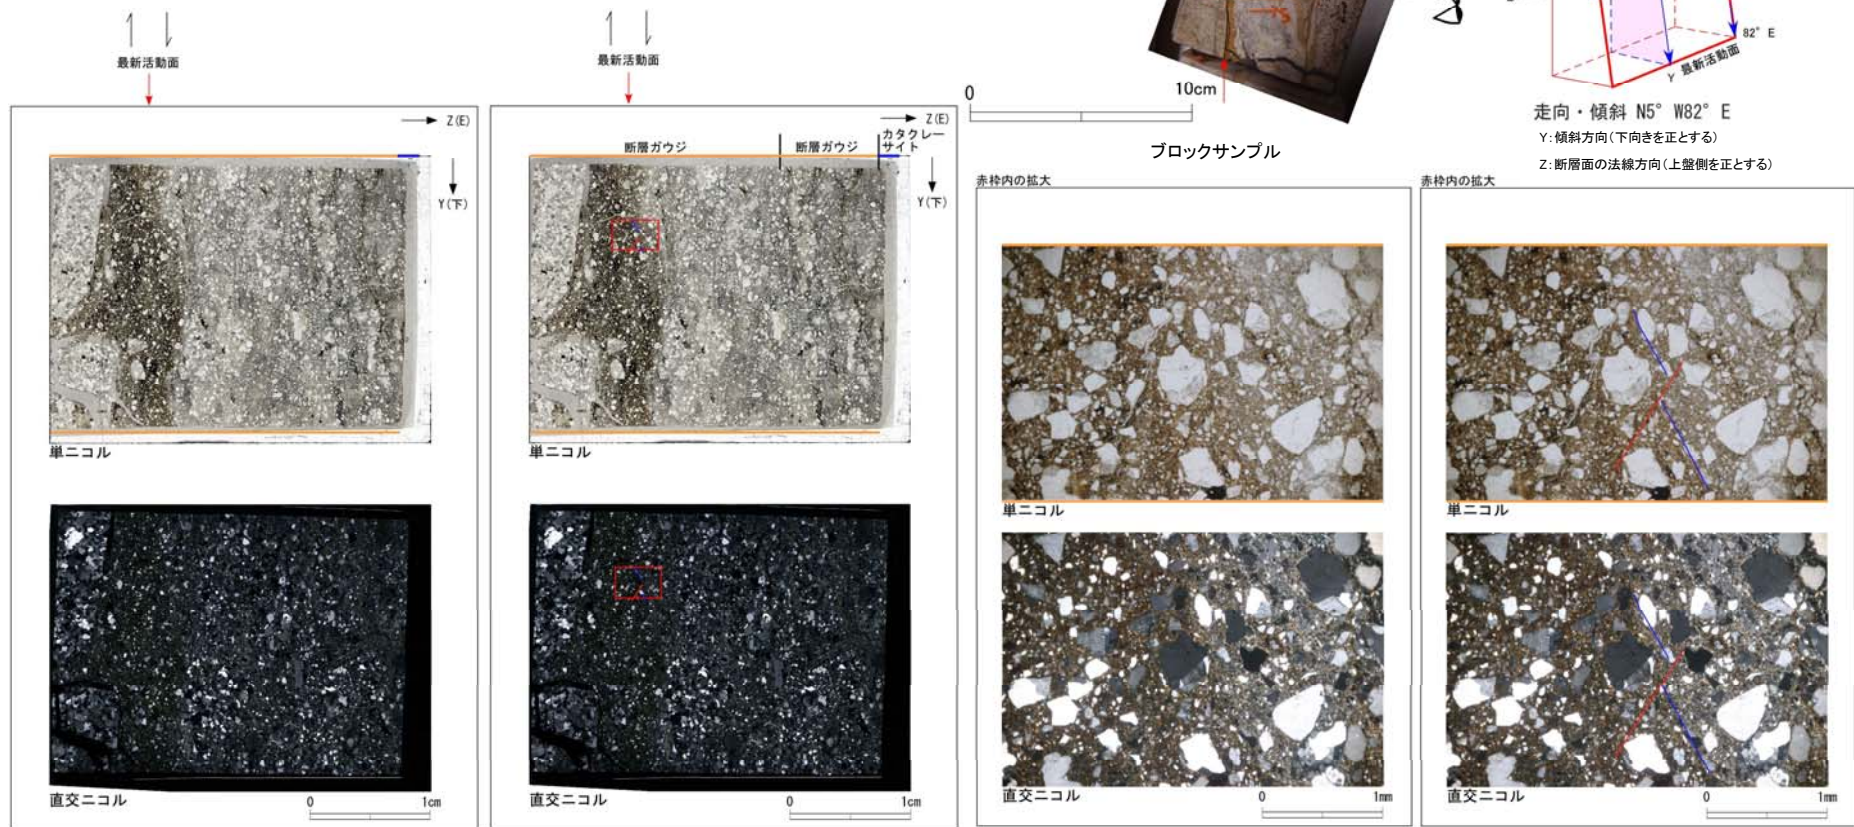 最新活動面
最新活動面
S
82° E
Y 最新活動面
0 10cm
走向・傾斜 N5° W82° E
Y:傾斜方向(下向きを正とする)
Z:断層面の法線方向(上盤側を正とする)
ブロックサンプル
Z(E)
Y(下)
単ニコル
直交ニコル
0 1cm
Z(E)
断層ガウジ
断層ガウジ
カタクレー
サイト
Y(下)
単ニコル
直交ニコル
0 1cm
赤枠内の拡大
単ニコル
直交ニコル
0 1mm
赤枠内の拡大
単ニコル
直交ニコル
0 1mm